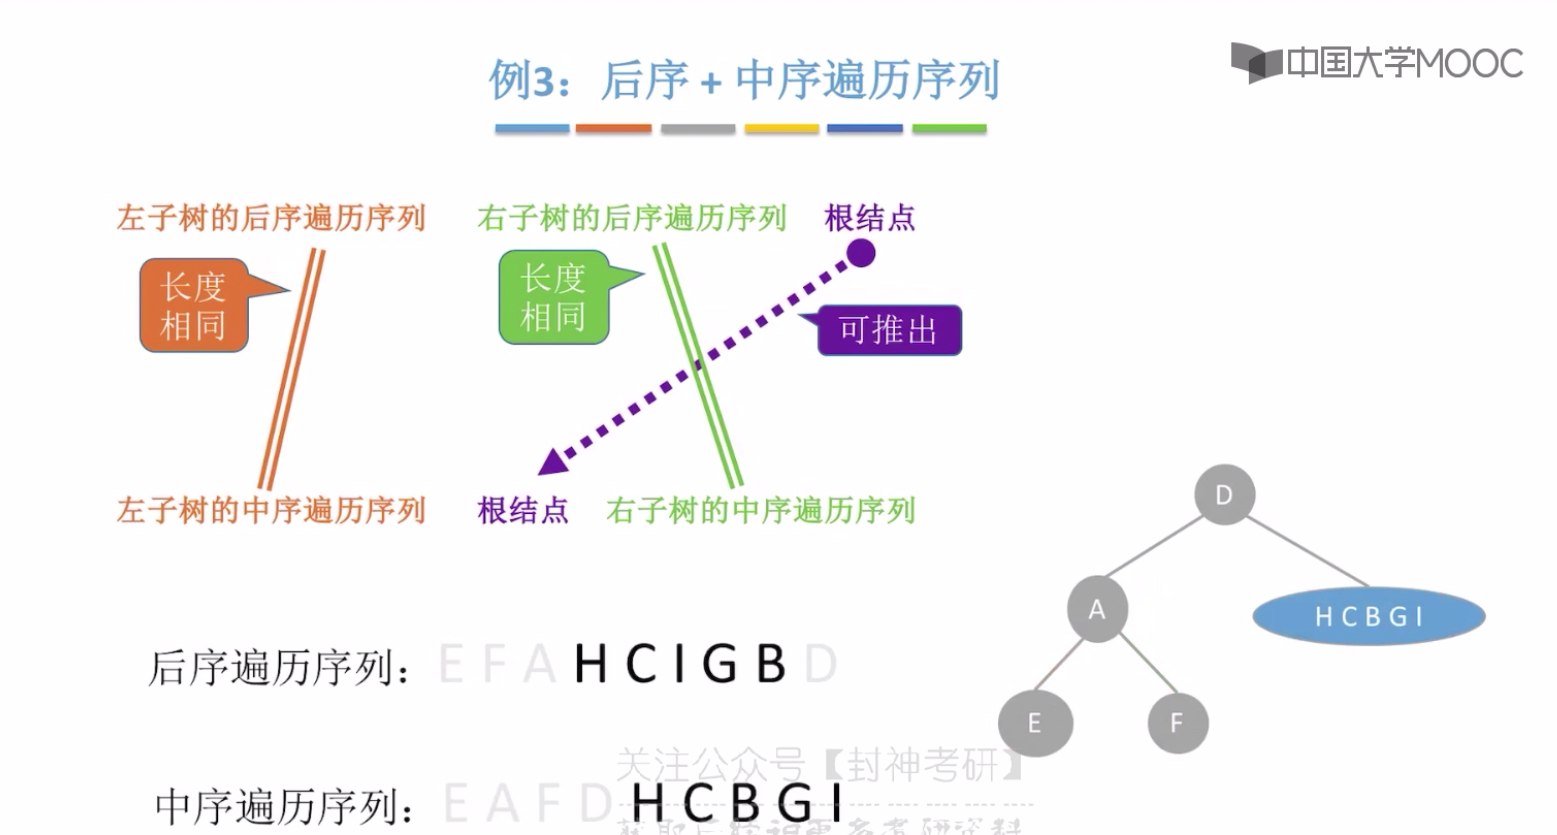 中国大学MOOC
例3：后序 + 中序遍历序列
左子树的后序遍历序列 右子树的后序遍历序列 根结点
长度
相同
长度
相同
可推出
左子树的中序遍历序列 根结点 右子树的中序遍历序列
D
A
H C B G I
E
F
后序遍历序列：E F A H C I G B D
关注公众号【封神考研】
中序遍历序列：E A F D H C B G I